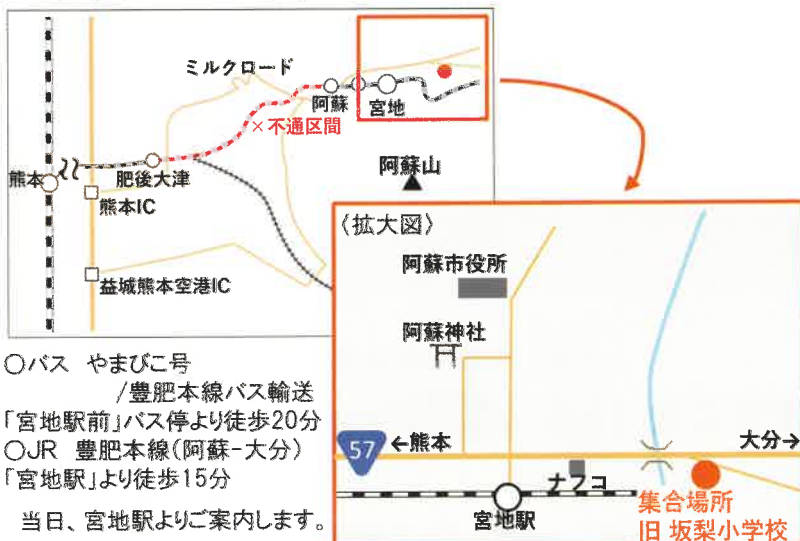 ミルクロード
阿蘇
宮地
×不通区間
熊本
肥後大津
阿蘇山
熊本IC
益城熊本空港IC
〈拡大図〉
阿蘇市役所
阿蘇神社
57
←熊本
大分→
ナフコ
宮地駅
集合場所
旧 坂梨小学校
○バス やまびこ号
/豊肥本線バス輸送
「宮地駅前」バス停より徒歩20分
○JR 豊肥本線(阿蘇-大分)
「宮地駅」より徒歩15分
当日、宮地駅よりご案内します。